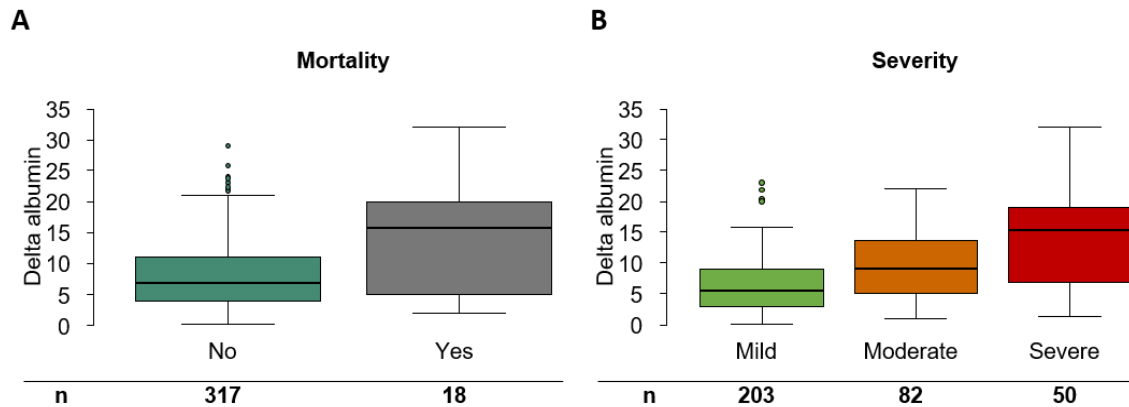 A
Mortality
Delta albumin
35
30
25
20
15
10
5
0
No Yes
n 317 18
B
Severity
Delta albumin
35
30
25
20
15
10
5
0
Mild Moderate Severe
n 203 82 50